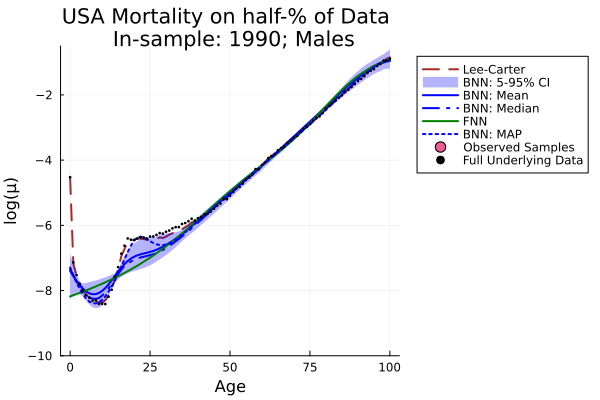 USA Mortality on half-% of Data
In-sample: 1990; Males
Lee-Carter
BNN: 5-95% CI
BNN: Mean
BNN: Median
FNN
BNN: MAP
Observed Samples
Full Underlying Data
log(μ)
−2
−4
−6
−8
−10
0
25
50
75
100
Age